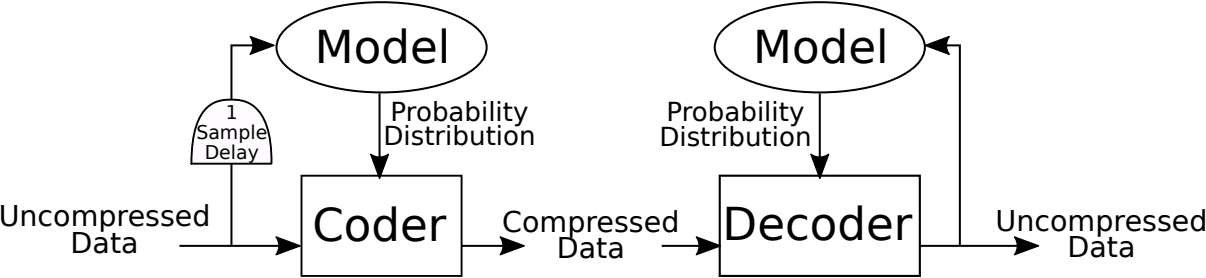 Model
Model
1
Sample
Delay
Probability
Distribution
Probability
Distribution
Uncompressed
Data
Coder
Compressed
Data
Decoder
Uncompressed
Data